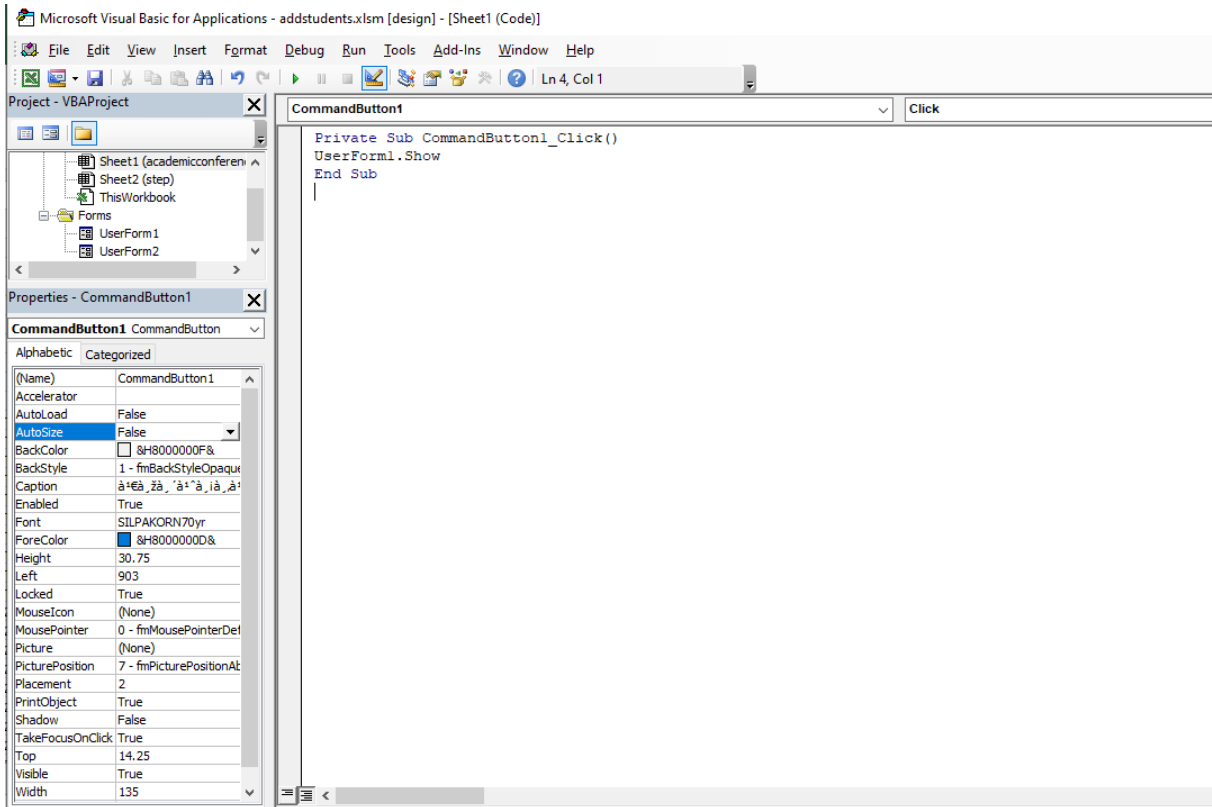 Microsoft Visual Basic for Applications - addstudents.xlsm [design] - [Sheet1 (Code)]
File Edit View Insert Format Debug Run Tools Add-Ins Window Help
Ln 4, Col 1
Project - VBAProject
Sheet1 (academicconferen
Sheet2 (step)
ThisWorkbook
Forms
UserForm1
UserForm2
Properties - CommandButton1
CommandButton1 CommandButton
Alphabetic Categorized
(Name) CommandButton1
Accelerator
AutoLoad False
AutoSize False
BackColor &H8000000F&
BackStyle 1 - fmBackStyleOpaque
Caption
Enabled True
Font SILPAKORN70yr
ForeColor &H8000000D&
Height 30.75
Left 903
Locked True
MouseIcon (None)
MousePointer 0 - fmMousePointerDef
Picture (None)
PicturePosition 7 - fmPicturePositionAb
Placement 2
PrintObject True
Shadow False
TakeFocusOnClick True
Top 14.25
Visible True
Width 135
CommandButton1 Click
Private Sub CommandButton1_Click()
UserForm1.Show
End Sub